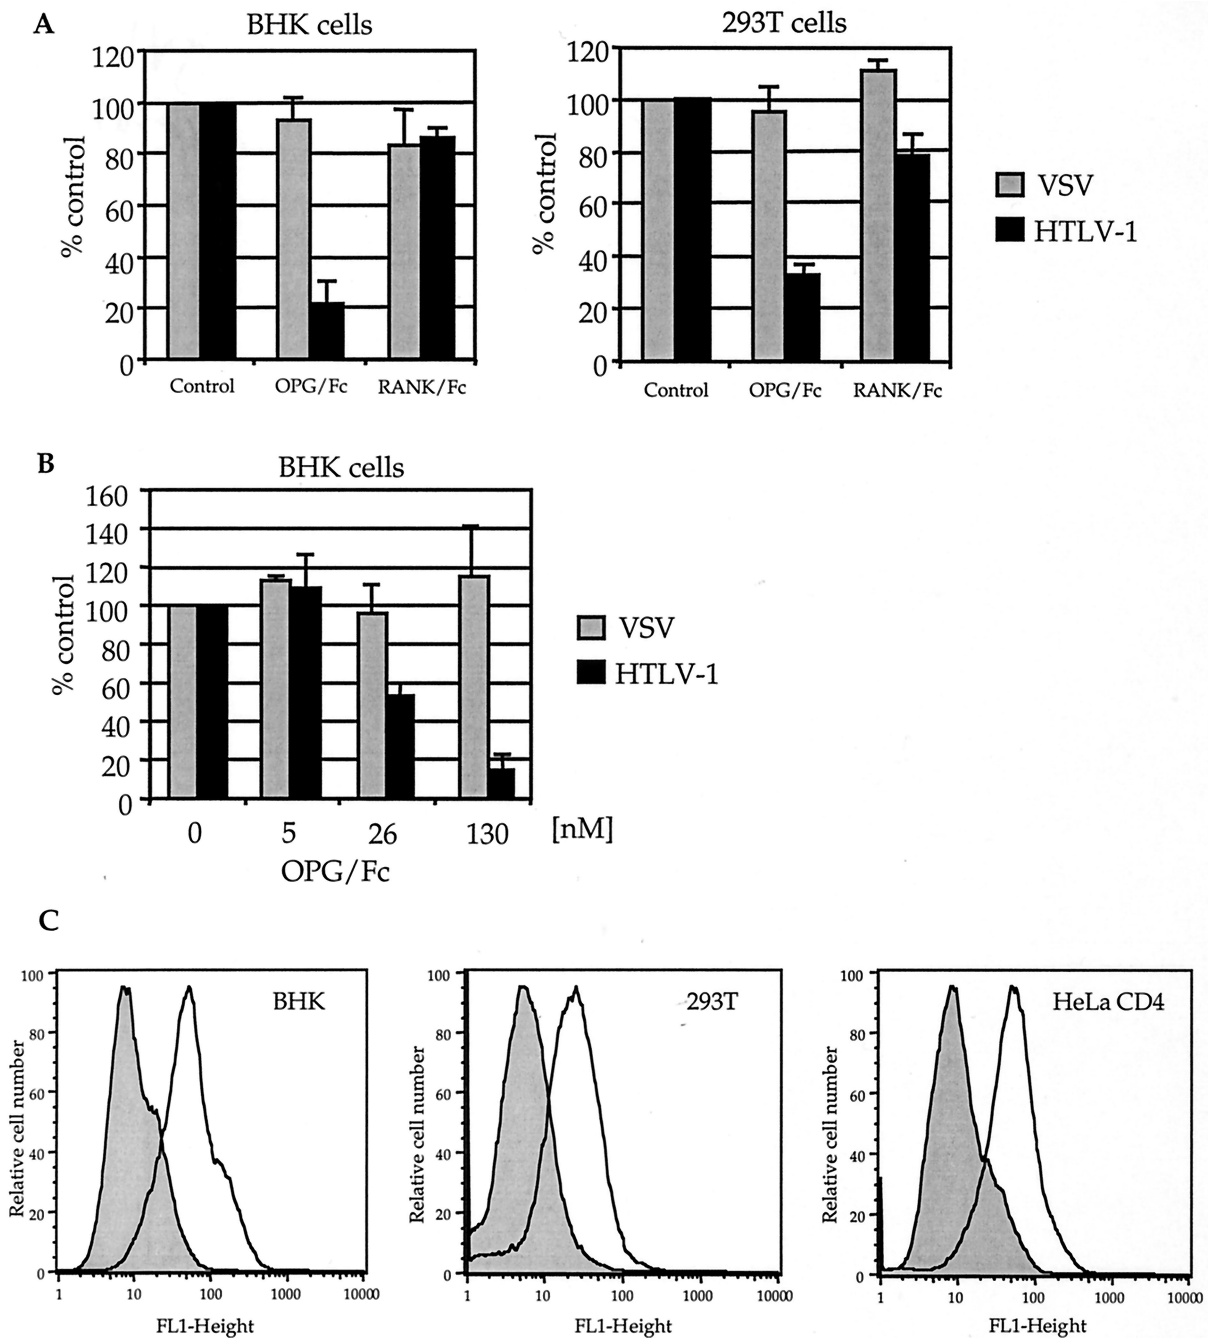 A
BHK cells
293T cells
120
100
80
60
40
20
0
% control
Control
OPG/Fc
RANK/Fc
120
100
80
60
40
20
0
% control
Control
OPG/Fc
RANK/Fc
VSV
HTLV-1
B
BHK cells
160
140
120
100
80
60
40
20
0
% control
0
5
26
130
[nM]
OPG/Fc
VSV
HTLV-1
C
BHK
100
80
60
40
20
0
Relative cell number
1
10
100
1000
10000
FL1-Height
293T
100
80
60
40
20
0
Relative cell number
1
10
100
1000
10000
FL1-Height
HeLa CD4
100
80
60
40
20
0
Relative cell number
1
10
100
1000
10000
FL1-Height